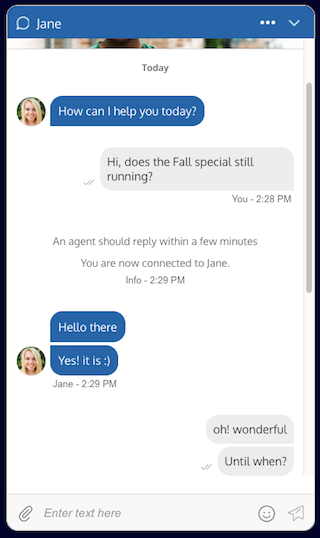 Jane
Today
How can I help you today?
Hi, does the Fall special still
running?
You - 2:28 PM
An agent should reply within a few minutes
You are now connected to Jane.
Info - 2:29 PM
Hello there
Yes! it is :)
Jane - 2:29 PM
oh! wonderful
Until when?
Enter text here